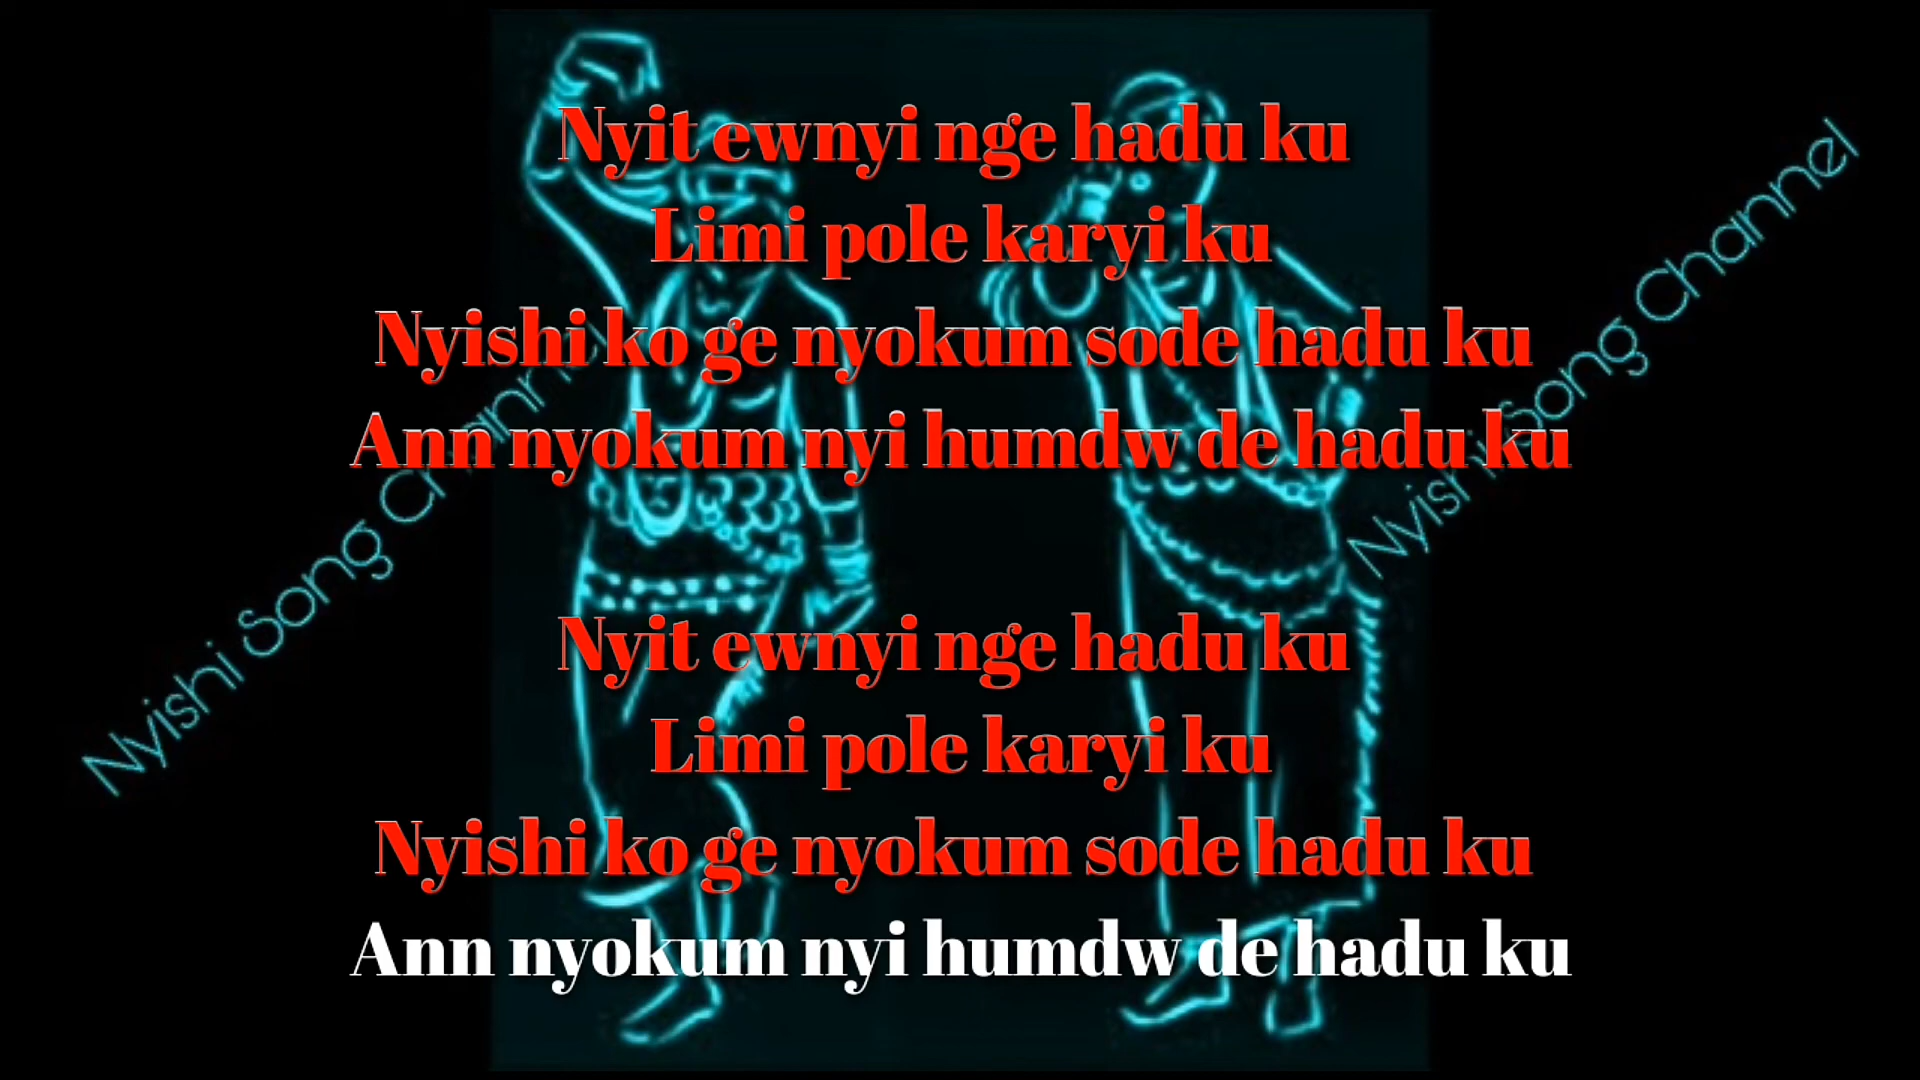 Nyit ewnyi nge hadu ku
Limi pole karyi ku
Nyishi ko ge nyokum sode hadu ku
Ann nyokum nyi humdw de hadu ku
Nyit ewnyi nge hadu ku
Limi pole karyi ku
Nyishi ko ge nyokum sode hadu ku
Ann nyokum nyi humdw de hadu ku
Nyishi Song Channel
Nyishi Song Channel